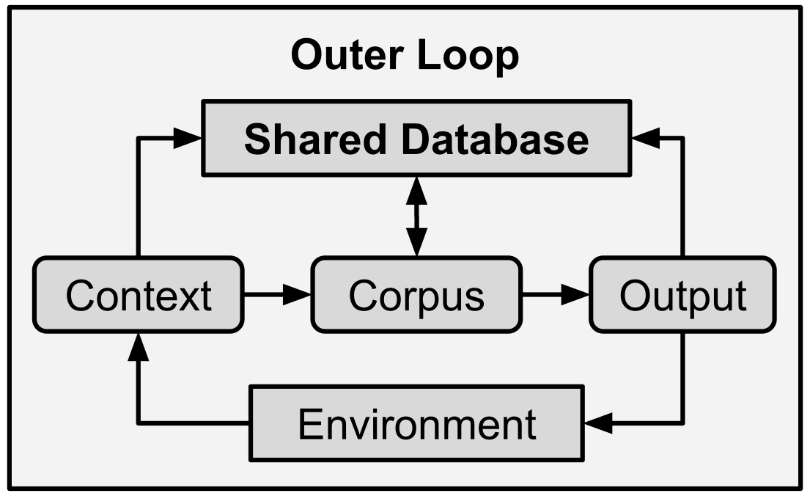 Outer Loop
Shared Database
Context
Corpus
Output
Environment